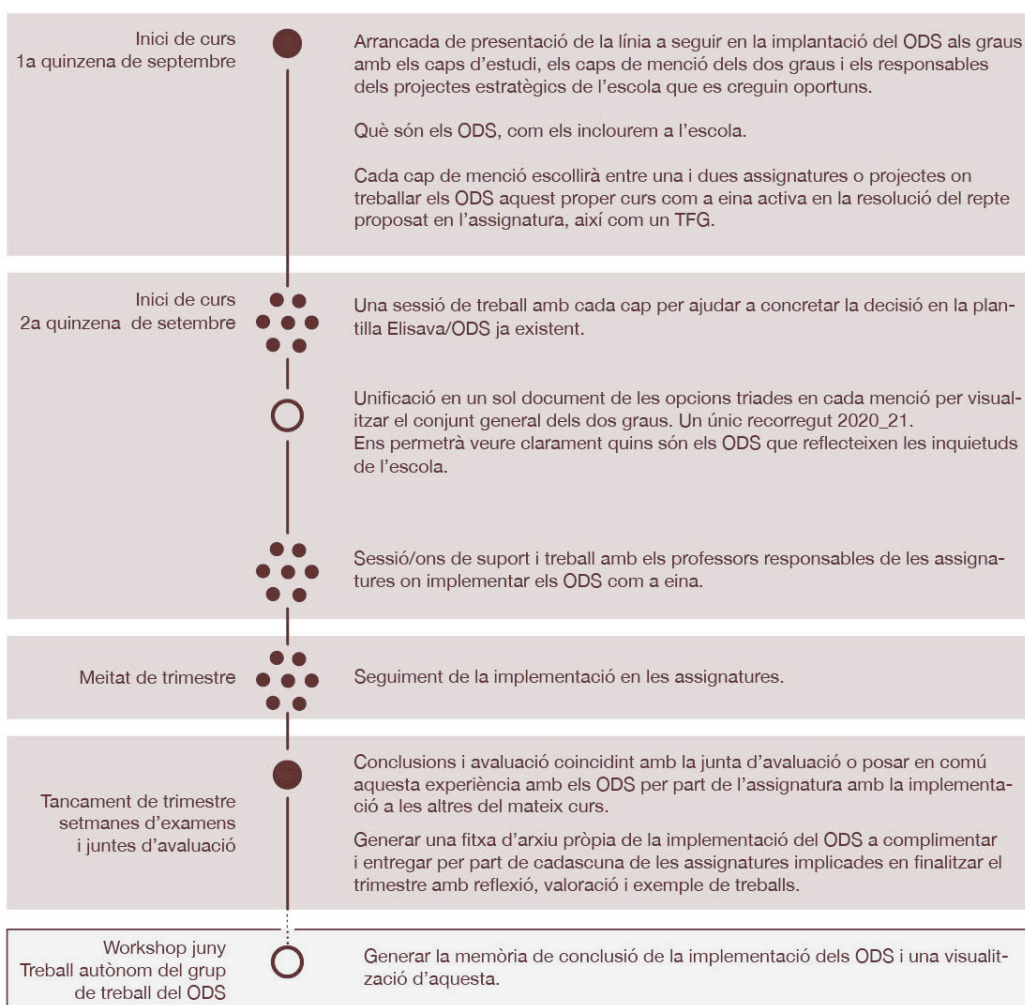 Inici de curs
1a quinzena de septembre
Arrancada de presentació de la línia a seguir en la implantació del ODS als graus
amb els caps d'estudi, els caps de menció dels dos graus i els responsables
dels projectes estratègics de l'escola que es creguin oportuns.
Què són els ODS, com els inclourem a l'escola.
Cada cap de menció escollirà entre una i dues assignatures o projectes on
treballar els ODS aquest proper curs com a eina activa en la resolució del repte
proposat en l'assignatura, així com un TFG.
Inici de curs
2a quinzena de setembre
Una sessió de treball amb cada cap per ajudar a concretar la decisió en la plan-
tilla Elisava/ODS ja existent.
Unificació en un sol document de les opcions triades en cada menció per visual-
itzar el conjunt general dels dos graus. Un únic recorregut 2020_21.
Ens permetrà veure clarament quins són els ODS que reflecteixen les inquietuds
de l'escola.
Sessió/ons de suport i treball amb els professors responsables de les assigna-
tures on implementar els ODS com a eina.
Meitat de trimestre
Seguiment de la implementació en les assignatures.
Tancament de trimestre
setmanes d'examens
i juntes d'avaluació
Conclusions i avaluació coincidint amb la junta d'avaluació o posar en comú
aquesta experiència amb els ODS per part de l'assignatura amb la implementa-
ció a les altres del mateix curs.
Generar una fitxa d'arxiu pròpia de la implementació del ODS a complimentar
i entregar per part de cadascuna de les assignatures implicades en finalitzar el
trimestre amb reflexió, valoració i exemple de treballs.
Workshop juny
Treball autònom del grup
de treball del ODS
Generar la memòria de conclusió de la implementació dels ODS i una visualit-
zació d'aquesta.